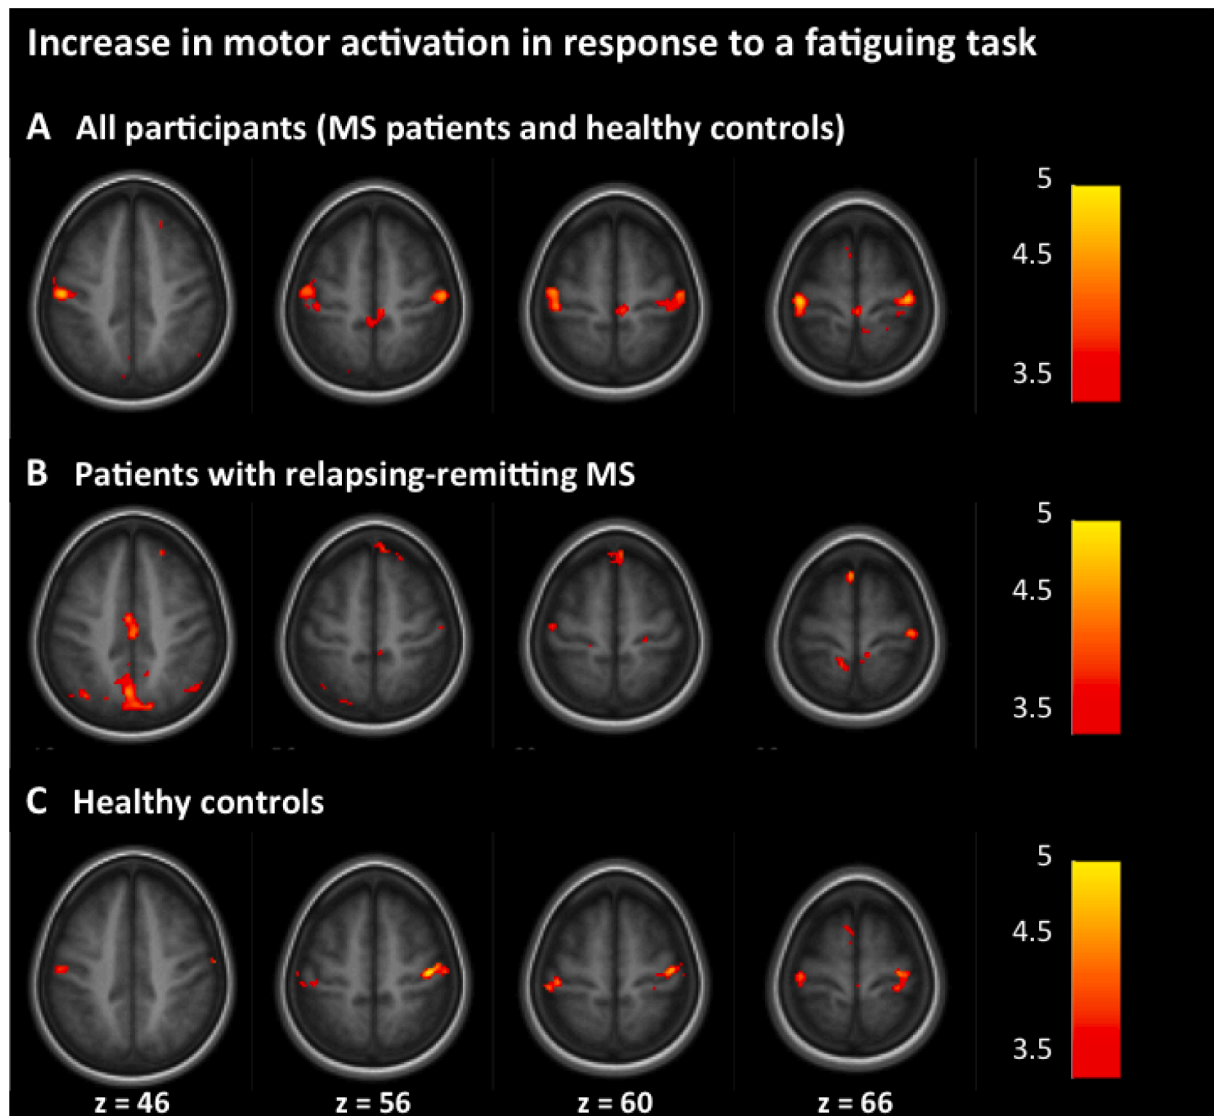 Increase in motor activation in response to a fatiguing task
A All participants (MS patients and healthy controls)
5
4.5
3.5
B Patients with relapsing-remitting MS
5
4.5
3.5
C Healthy controls
5
4.5
3.5
z = 46 z = 56 z = 60 z = 66